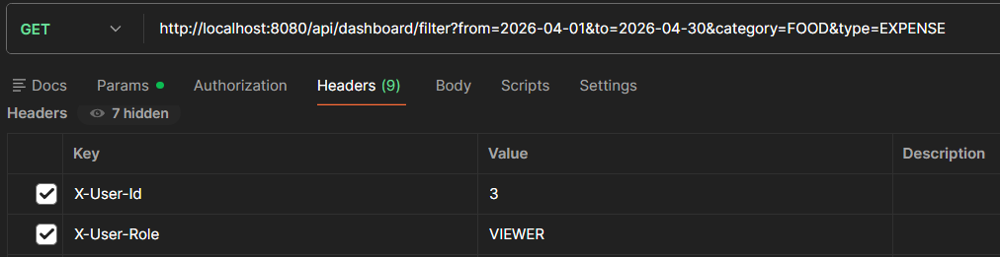 GET http://localhost:8080/api/dashboard/filter?from=2026-04-01&to=2026-04-30&category=FOOD&type=EXPENSE
Docs Params Authorization Headers (9) Body Scripts Settings
Headers 7 hidden
Key Value Description
X-User-Id 3
X-User-Role VIEWER